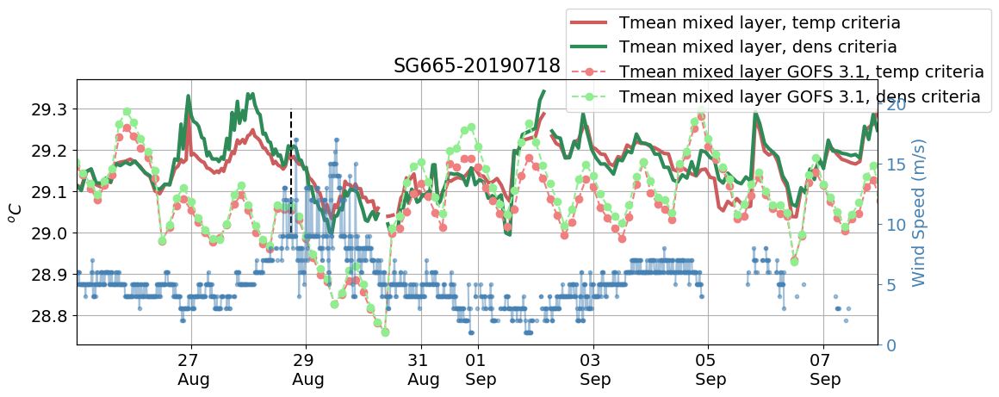 Tmean mixed layer, temp criteria
Tmean mixed layer, dens criteria
Tmean mixed layer GOFS 3.1, temp criteria
Tmean mixed layer GOFS 3.1, dens criteria
SG665-20190718
29.3
29.2
29.1
29.0
28.9
28.8
°C
20
15
10
5
0
Wind Speed (m/s)
27 29 31 01 03 05 07
Aug Aug Aug Sep Sep Sep Sep